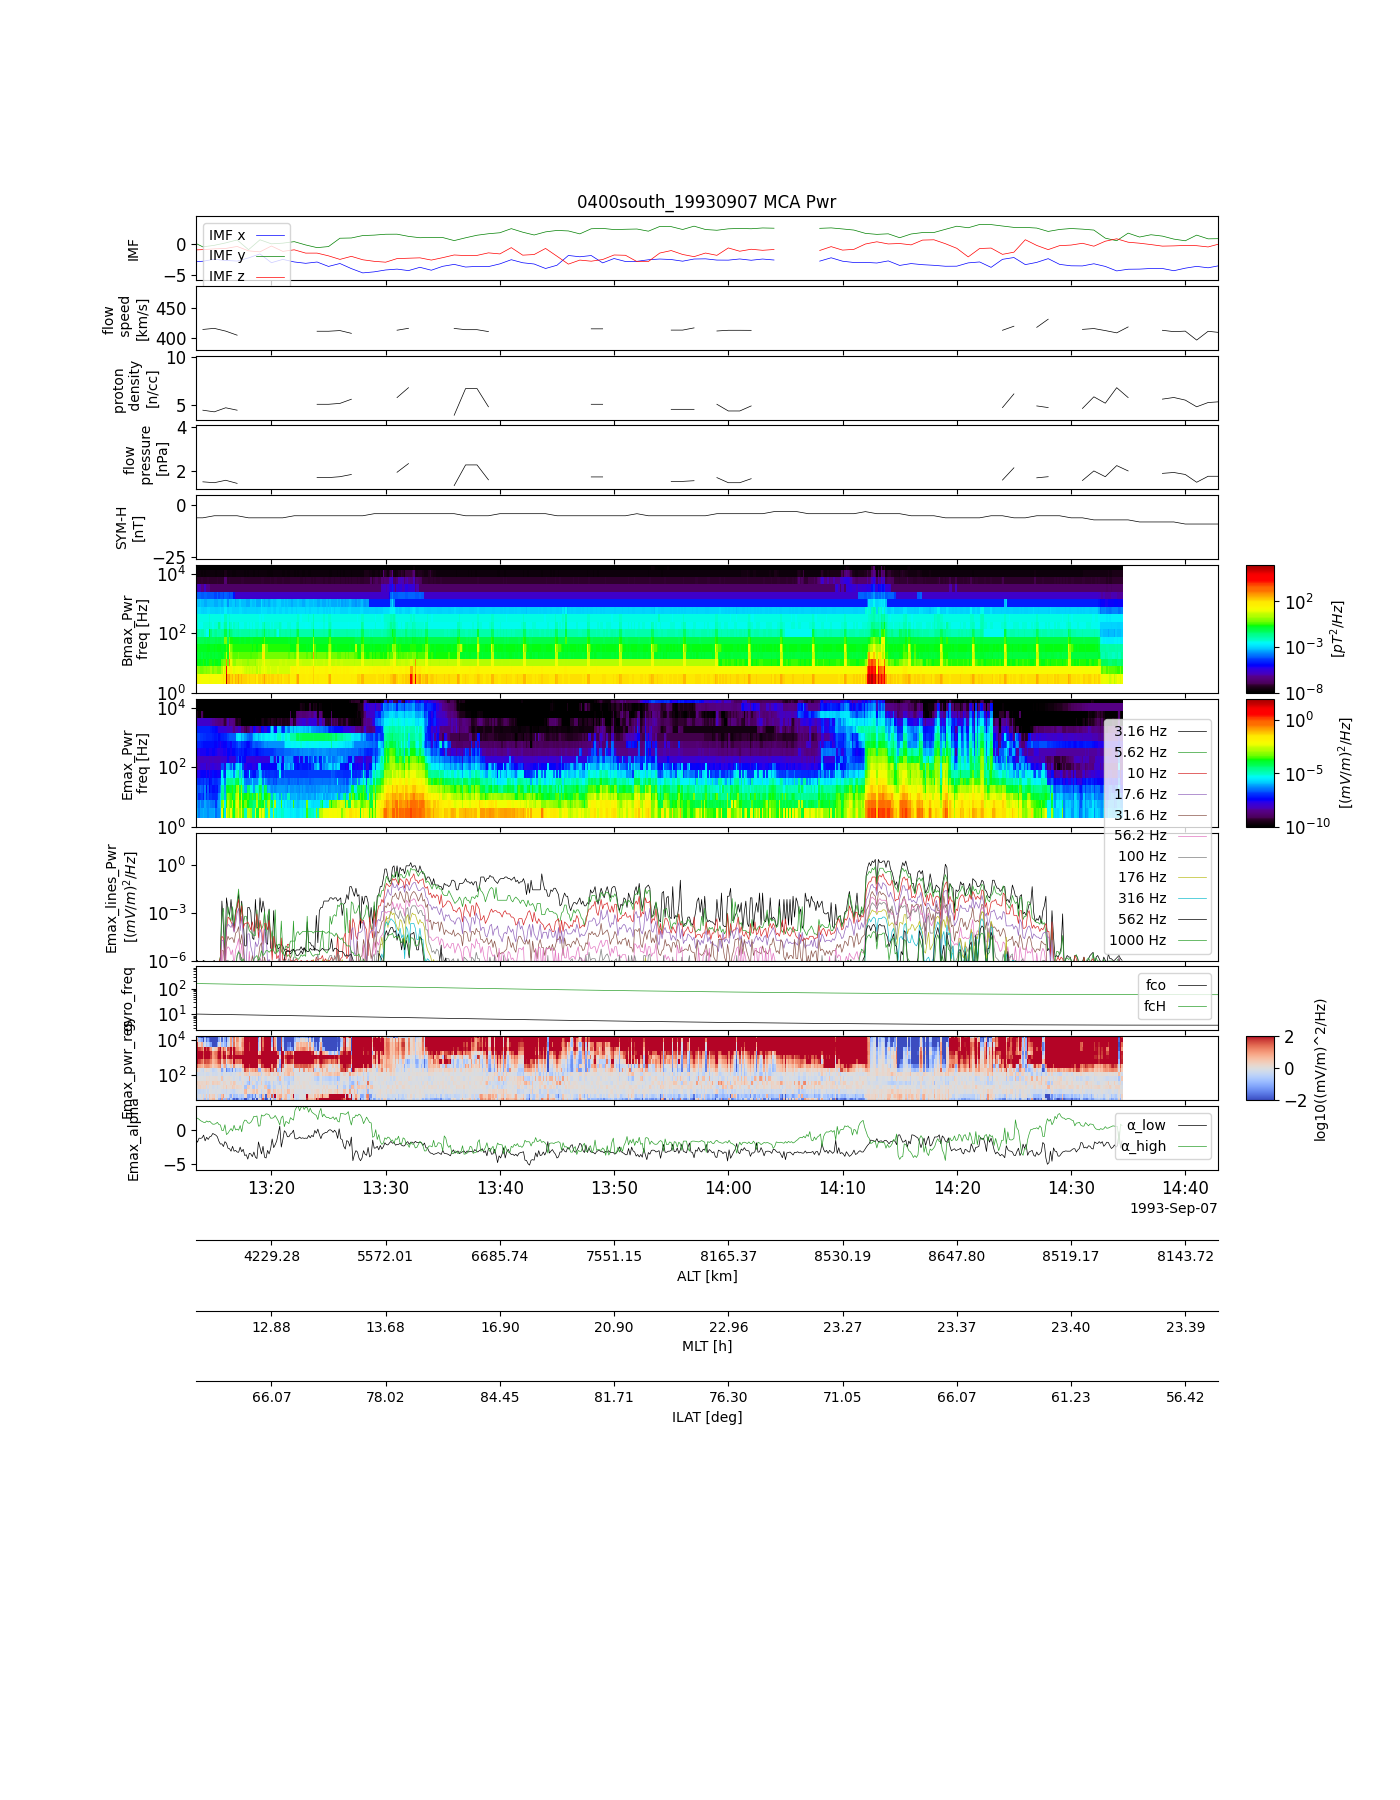 0400south_19930907 MCA Pwr
IMF
0
−5
IMF x
IMF y
IMF z
flow
speed
[km/s]
450
400
proton
density
[n/cc]
10
5
flow
pressure
[nPa]
4
2
SYM-H
[nT]
0
−25
Bmax_Pwr
freq [Hz]
10^4
10^2
10^0
10^2
10^−3
10^−8
[pT^2/Hz]
Emax_Pwr
freq [Hz]
10^4
10^2
10^0
10^0
10^−5
10^−10
[(mV/m)^2/Hz]
3.16 Hz
5.62 Hz
10 Hz
17.6 Hz
31.6 Hz
56.2 Hz
100 Hz
176 Hz
316 Hz
562 Hz
1000 Hz
Emax_lines_Pwr
[(mV/m)^2/Hz]
10^0
10^−3
10^−6
gyro_freq
10^2
10^1
fco
fcH
Emax_pwr_reg
10^4
10^2
2
0
−2
log10((mV/m)^2/Hz)
Emax_alpha
0
−5
α_low
α_high
13:20 13:30 13:40 13:50 14:00 14:10 14:20 14:30 14:40
1993-Sep-07
4229.28 5572.01 6685.74 7551.15 8165.37 8530.19 8647.80 8519.17 8143.72
ALT [km]
12.88 13.68 16.90 20.90 22.96 23.27 23.37 23.40 23.39
MLT [h]
66.07 78.02 84.45 81.71 76.30 71.05 66.07 61.23 56.42
ILAT [deg]